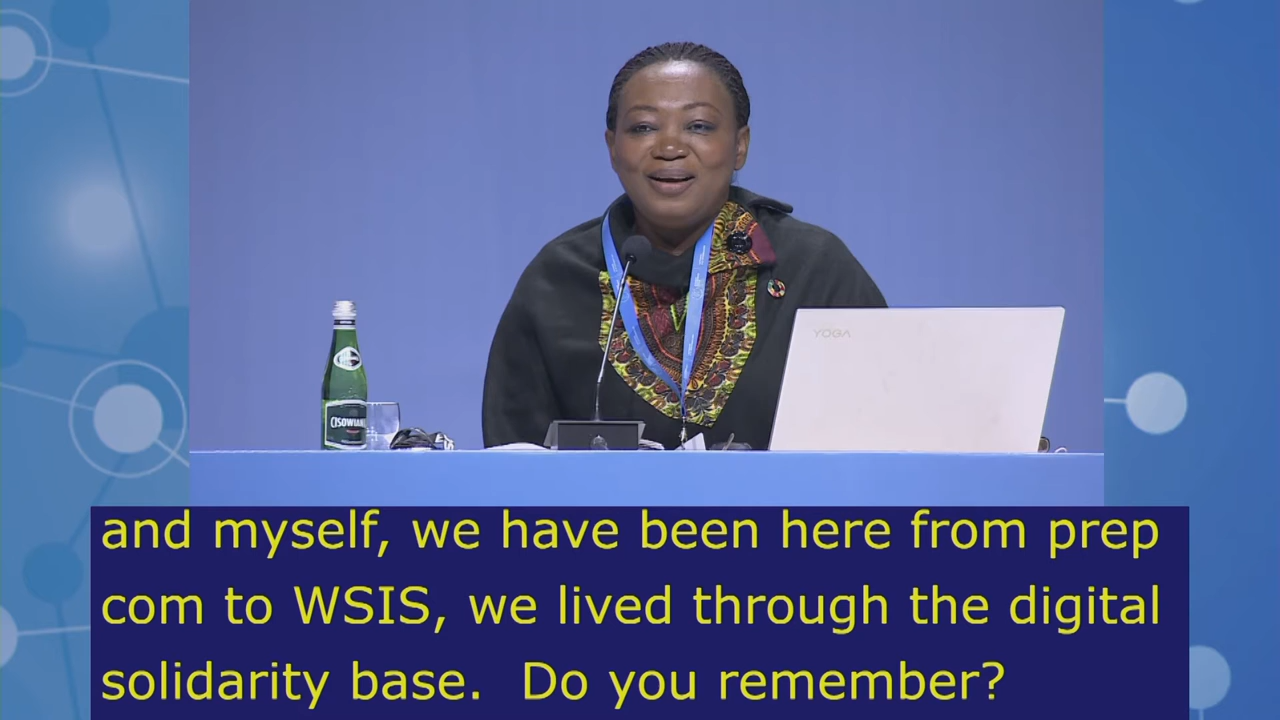 YOGA
CISOWIAN
and myself, we have been here from prep
com to WSIS, we lived through the digital
solidarity base.  Do you remember?